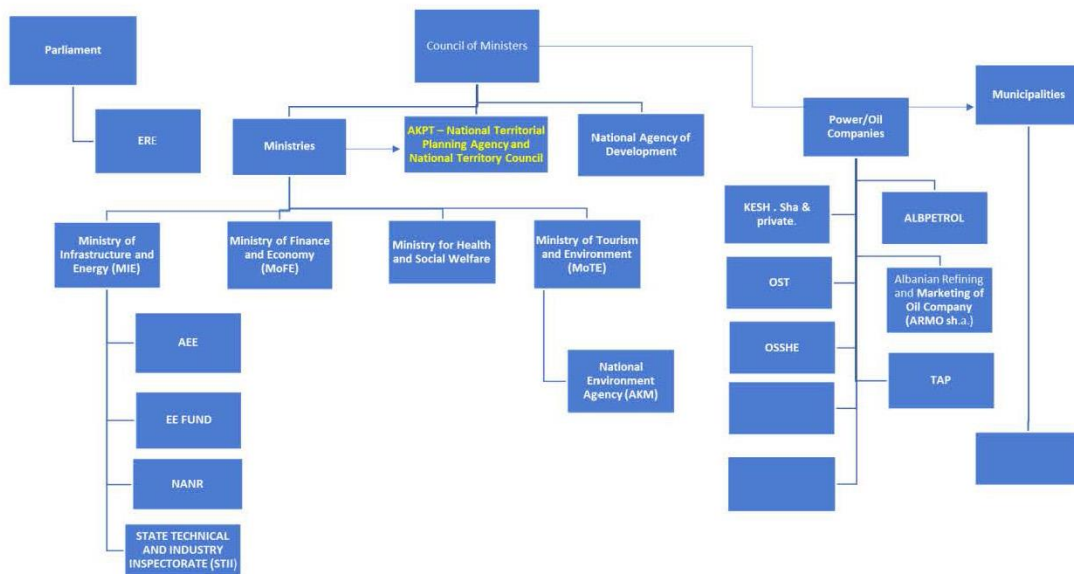 Parliament
ERE
Council of Ministers
Ministries
AKPT – National Territorial
Planning Agency and
National Territory Council
National Agency of
Development
Power/Oil
Companies
Municipalities
Ministry of
Infrastructure and
Energy (MIE)
Ministry of Finance
and Economy
(MoFE)
Ministry for Health
and Social Welfare
Ministry of Tourism
and Environment
(MoTE)
AEE
EE FUND
NANR
STATE TECHNICAL
AND INDUSTRY
INSPECTORATE (STII)
National
Environment
Agency (AKM)
KESH . Sha &
private.
OST
OSSHE
ALBPETROL
Albanian Refining
and Marketing of
Oil Company
(ARMO sh.a.)
TAP